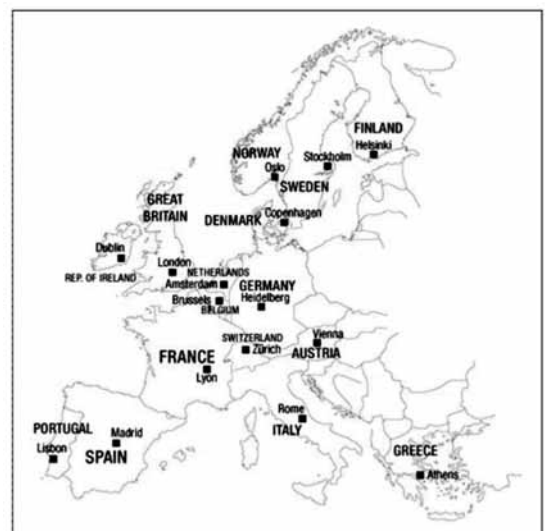 FINLAND
Helsinki
NORWAY
Stockholm
Oslo
SWEDEN
GREAT
BRITAIN
DENMARK
Copenhagen
Dublin
London
REP. OF IRELAND
NETHERLANDS
Amsterdam
GERMANY
Brussels
Heidelberg
BELGIUM
SWITZERLAND
Vienna
Zürich
AUSTRIA
FRANCE
Lyon
Rome
ITALY
PORTUGAL
Madrid
Lisbon
SPAIN
GREECE
Athens